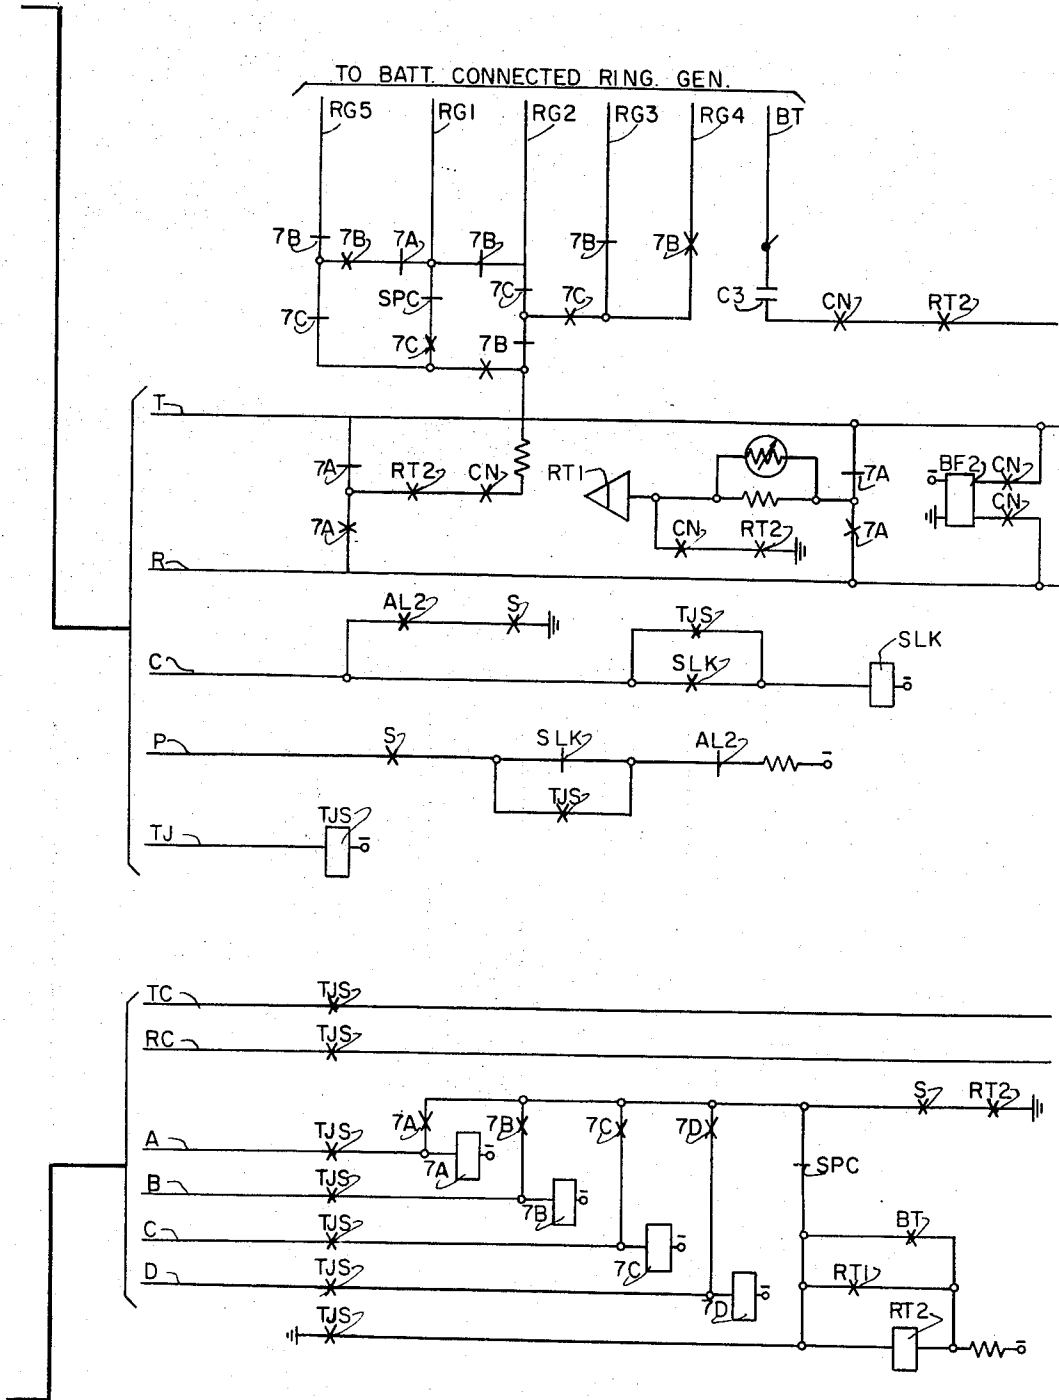 TO BATT. CONNECTED RING. GEN.
RG5 RG1 RG2 RG3 RG4 BT
7B 7B 7A 7B 7B 7B
SPC 7C 7C C3 CN RT2
7C 7C 7B
T
7A RT2 CN RT1 7A BF2 CN
CN
7A CN RT2 7A
R
AL2 S TJS SLK
C SLK
P S SLK AL2
TJS
TJ TJS
TC TJS
RC TJS
S RT2
7A 7B 7C 7D
A TJS 7A SPC
B TJS 7B
C TJS BT
7C
D TJS RT1
7D
TJS RT2